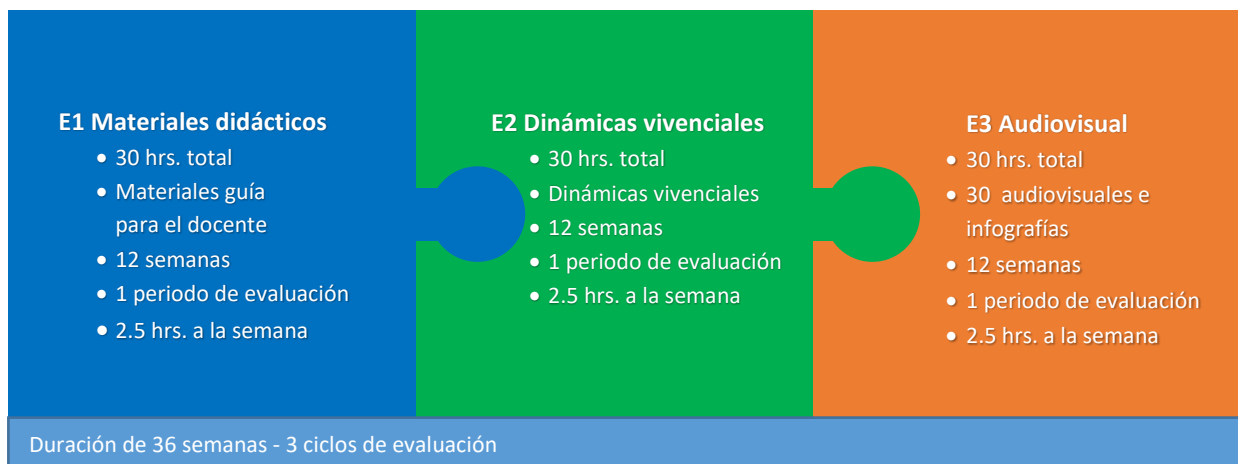 E1 Materiales didácticos
• 30 hrs. total
• Materiales guía
para el docente
• 12 semanas
• 1 periodo de evaluación
• 2.5 hrs. a la semana
E2 Dinámicas vivenciales
• 30 hrs. total
• Dinámicas vivenciales
• 12 semanas
• 1 periodo de evaluación
• 2.5 hrs. a la semana
E3 Audiovisual
• 30 hrs. total
• 30 audiovisuales e
infografías
• 12 semanas
• 1 periodo de evaluación
• 2.5 hrs. a la semana
Duración de 36 semanas - 3 ciclos de evaluación